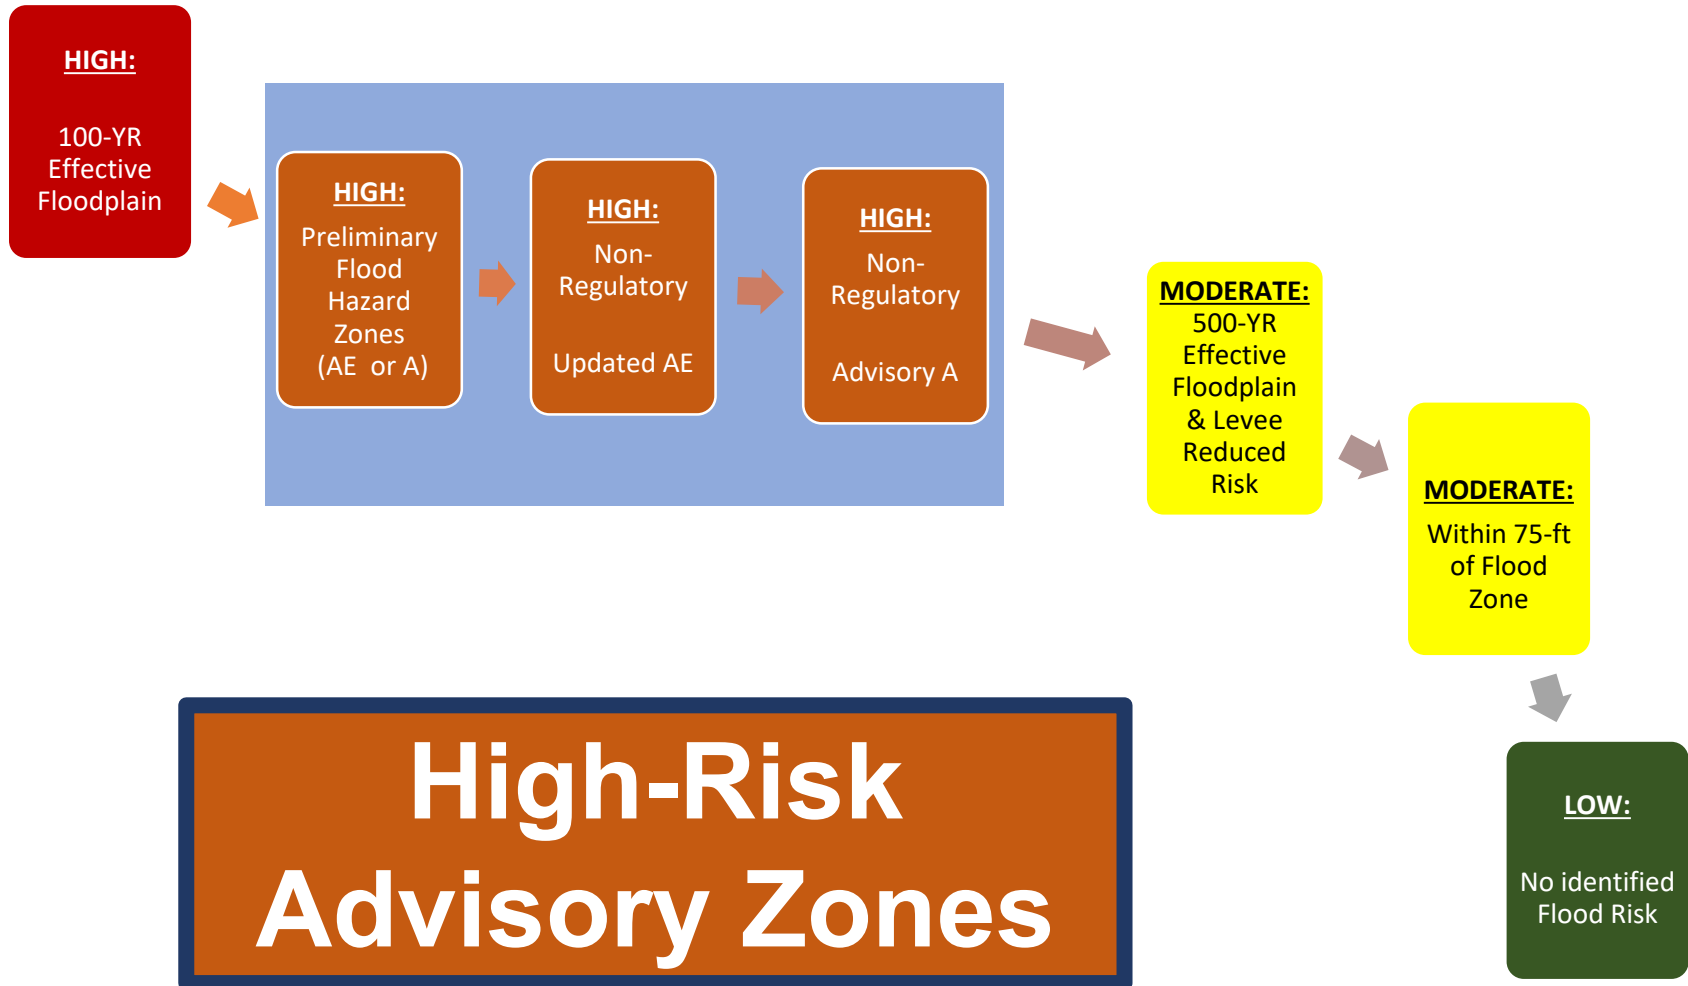 HIGH:
100-YR
Effective
Floodplain
HIGH:
Preliminary
Flood
Hazard
Zones
(AE or A)
HIGH:
Non-
Regulatory
Updated AE
HIGH:
Non-
Regulatory
Advisory A
MODERATE:
500-YR
Effective
Floodplain
& Levee
Reduced
Risk
MODERATE:
Within 75-ft
of Flood
Zone
LOW:
No identified
Flood Risk
High-Risk
Advisory Zones